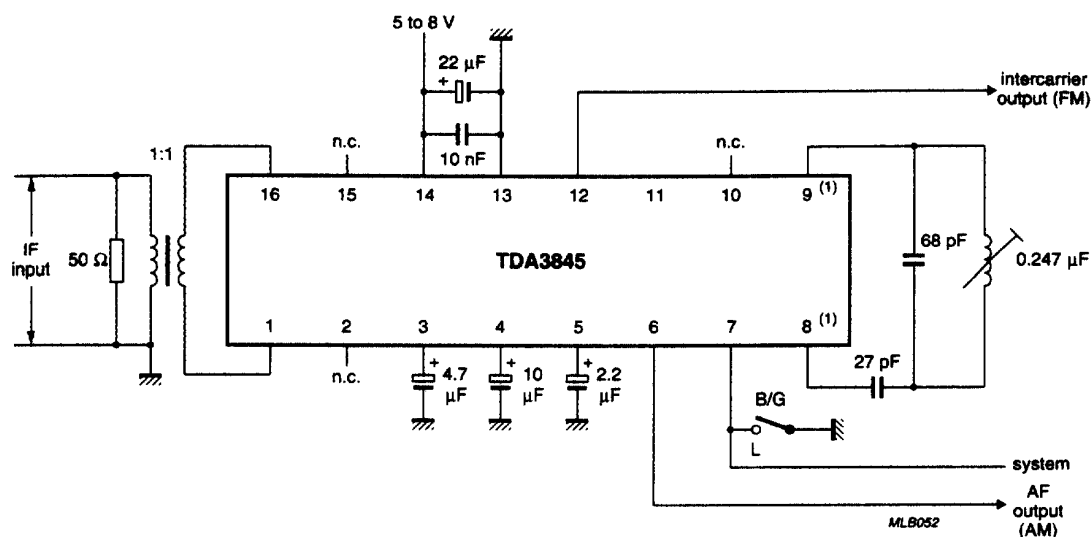 5 to 8 V
22 µF
+
10 nF
intercarrier
output (FM)
1:1
n.c.
n.c.
16
15
14
13
12
11
10
9 (1)
IF
input
50 Ω
TDA3845
68 pF
0.247 µF
1
2
3
4
5
6
7
8 (1)
n.c.
+
4.7
µF
+
10
µF
+
2.2
µF
27 pF
B/G
L
system
AF
output
(AM)
MLB052